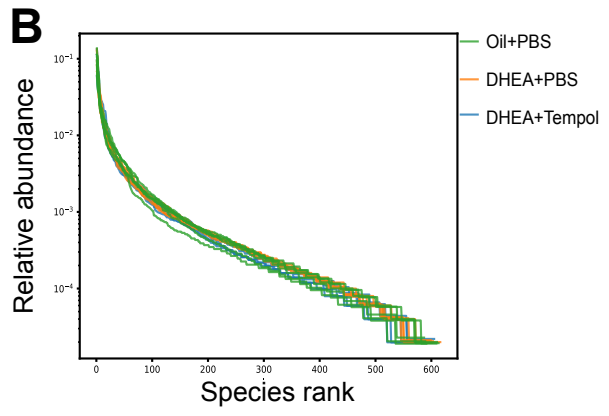 B
Oil+PBS
DHEA+PBS
DHEA+Tempol
Relative abundance
10⁻¹
10⁻²
10⁻³
10⁻⁴
0 100 200 300 400 500 600
Species rank